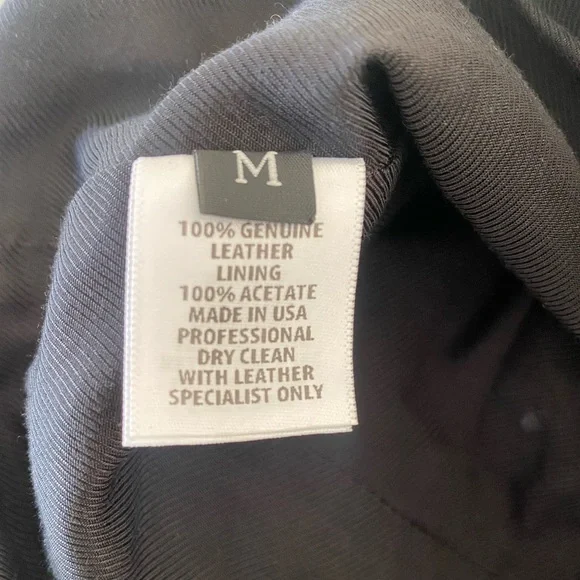 M
100% GENUINE
LEATHER
LINING
100% ACETATE
MADE IN USA
PROFESSIONAL
DRY CLEAN
WITH LEATHER
SPECIALIST ONLY